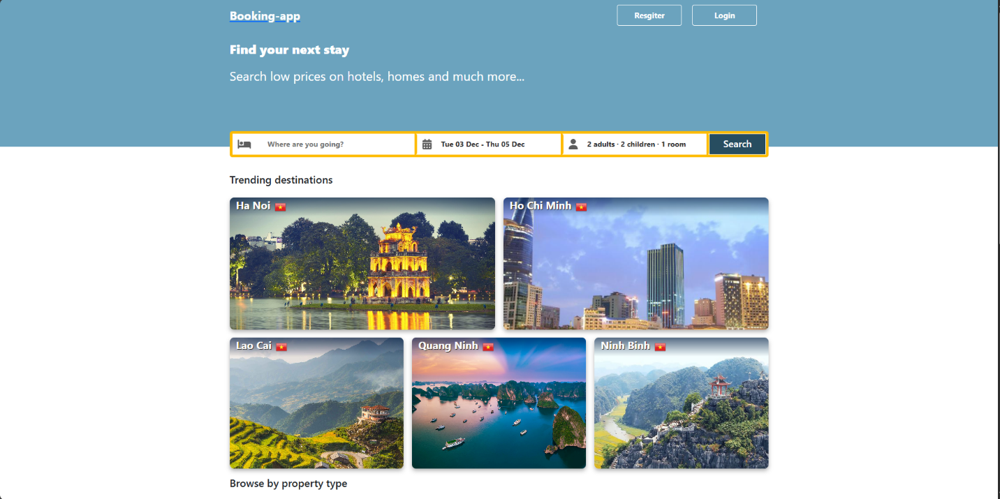 Booking-app
Resgiter
Login
Find your next stay
Search low prices on hotels, homes and much more...
Where are you going?
Tue 03 Dec - Thu 05 Dec
2 adults · 2 children · 1 room
Search
Trending destinations
Ha Noi
Ho Chi Minh
Lao Cai
Quang Ninh
Ninh Binh
Browse by property type